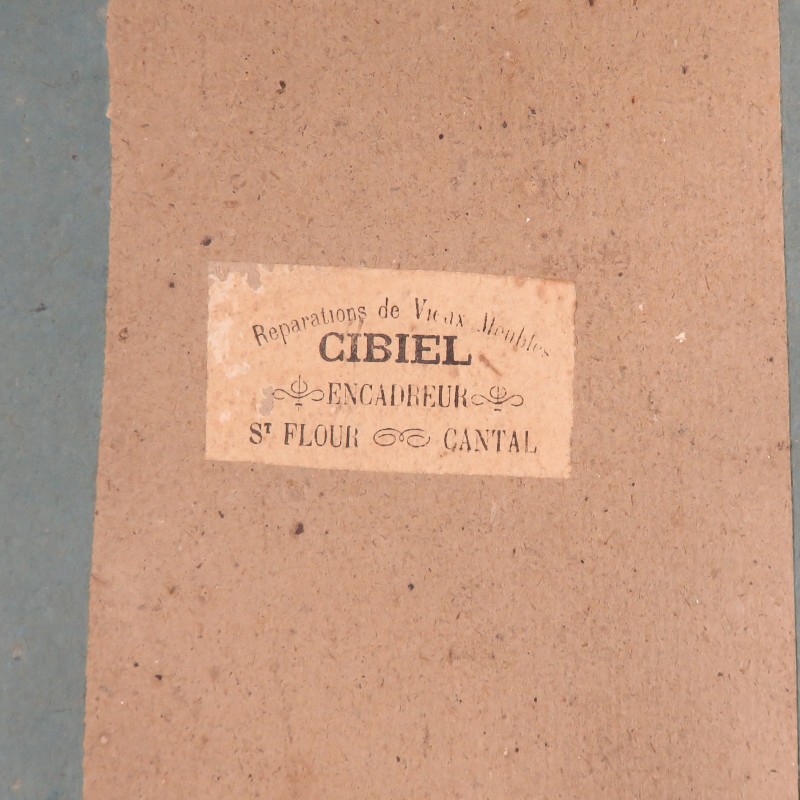 Reparations de Vieux Meubles
CIBIEL
ENCADREUR
ST FLOUR CANTAL